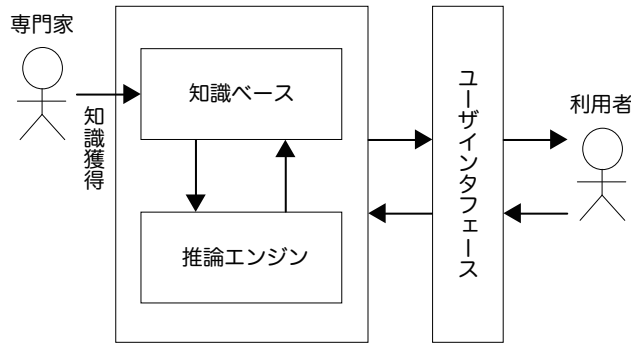 専門家
知識獲得
知識ベース
推論エンジン
ユーザインタフェース
利用者